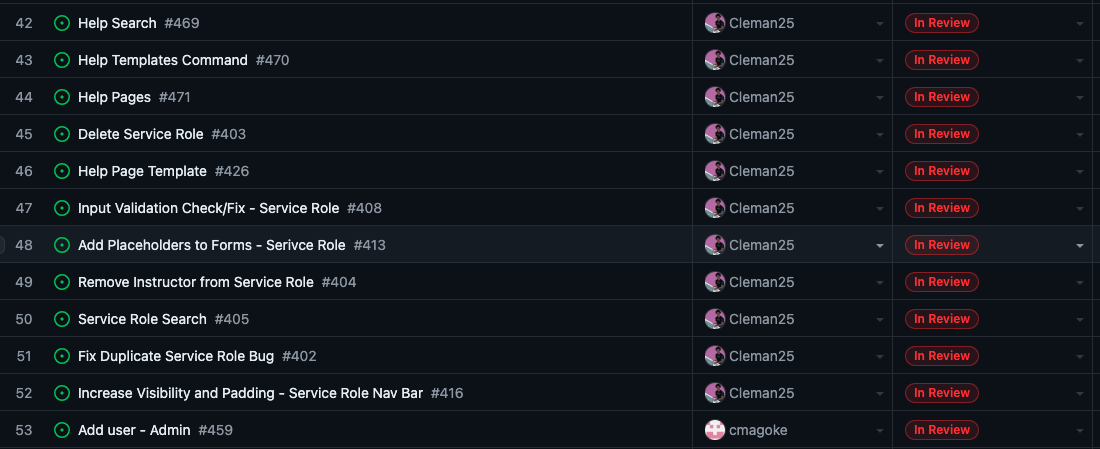 42 Help Search #469 Cleman25 In Review
43 Help Templates Command #470 Cleman25 In Review
44 Help Pages #471 Cleman25 In Review
45 Delete Service Role #403 Cleman25 In Review
46 Help Page Template #426 Cleman25 In Review
47 Input Validation Check/Fix - Service Role #408 Cleman25 In Review
48 Add Placeholders to Forms - Serivce Role #413 Cleman25 In Review
49 Remove Instructor from Service Role #404 Cleman25 In Review
50 Service Role Search #405 Cleman25 In Review
51 Fix Duplicate Service Role Bug #402 Cleman25 In Review
52 Increase Visibility and Padding - Service Role Nav Bar #416 Cleman25 In Review
53 Add user - Admin #459 cmagoke In Review